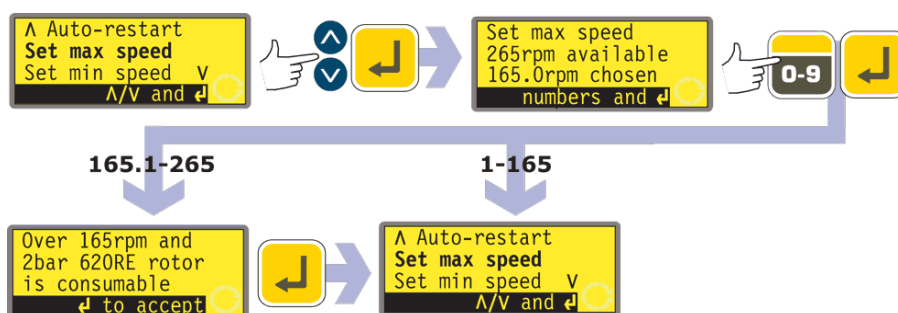 Λ Auto-restart
Set max speed
Set min speed V
Λ/V and ↲
Set max speed
265rpm available
165.0rpm chosen
numbers and ↲
0-9
165.1-265
1-165
Over 165rpm and
2bar 620RE rotor
is consumable
↲ to accept
Λ Auto-restart
Set max speed
Set min speed V
Λ/V and ↲